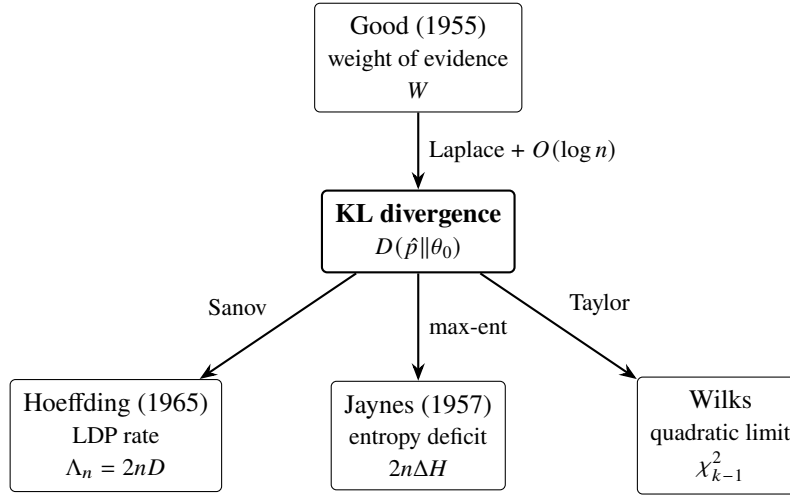 Good (1955)
weight of evidence
W
Laplace + O(log n)
KL divergence
D(p̂‖θ₀)
Sanov
max-ent
Taylor
Hoeffding (1965)
LDP rate
Λₙ = 2nD
Jaynes (1957)
entropy deficit
2nΔH
Wilks
quadratic limit
χ²ₖ₋₁